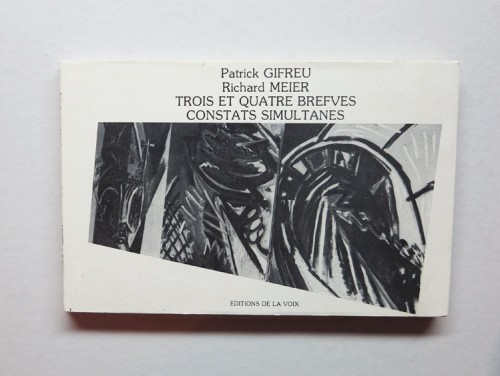 Patrick GIFREU
Richard MEIER
TROIS ET QUATRE BREFVES
CONSTATS SIMULTANES
EDITIONS DE LA VOIX